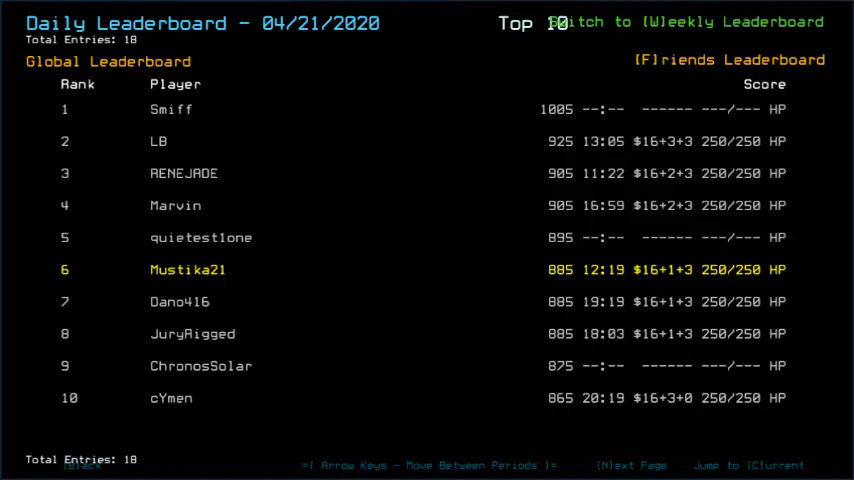 Daily Leaderboard - 04/21/2020 Top 10 Switch to [W]eekly Leaderboard
Total Entries: 18
Global Leaderboard [F]riends Leaderboard
Rank Player Score
1 Smiff 1005 --:-- ------ ---/--- HP
2 LB 925 13:05 $16+3+3 250/250 HP
3 RENEJADE 905 11:22 $16+2+3 250/250 HP
4 Marvin 905 16:59 $16+2+3 250/250 HP
5 quietest1one 895 --:-- ------ ---/--- HP
6 Mustika21 885 12:19 $16+1+3 250/250 HP
7 Dano416 885 19:19 $16+1+3 250/250 HP
8 JuryRigged 885 18:03 $16+1+3 250/250 HP
9 ChronosSolar 875 --:-- ------ ---/--- HP
10 cYmen 865 20:19 $16+3+0 250/250 HP
Total Entries: 18
=[ Arrow Keys - Move Between Periods ]= [N]ext Page Jump to [C]urrent